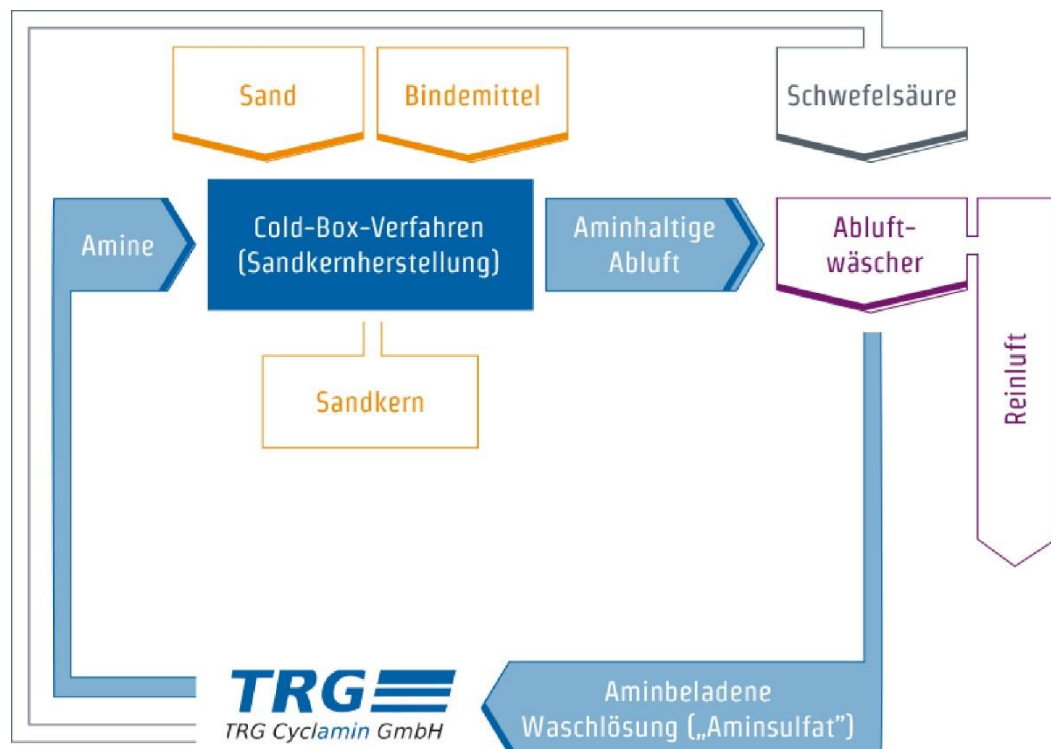 Sand
Bindemittel
Schwefelsäure
Amine
Cold-Box-Verfahren
(Sandkernherstellung)
Aminhaltige
Abluft
Abluft-
wäscher
Reinluft
Sandkern
TRG
TRG Cyclamin GmbH
Aminbeladene
Waschlösung („Aminsulfat”)